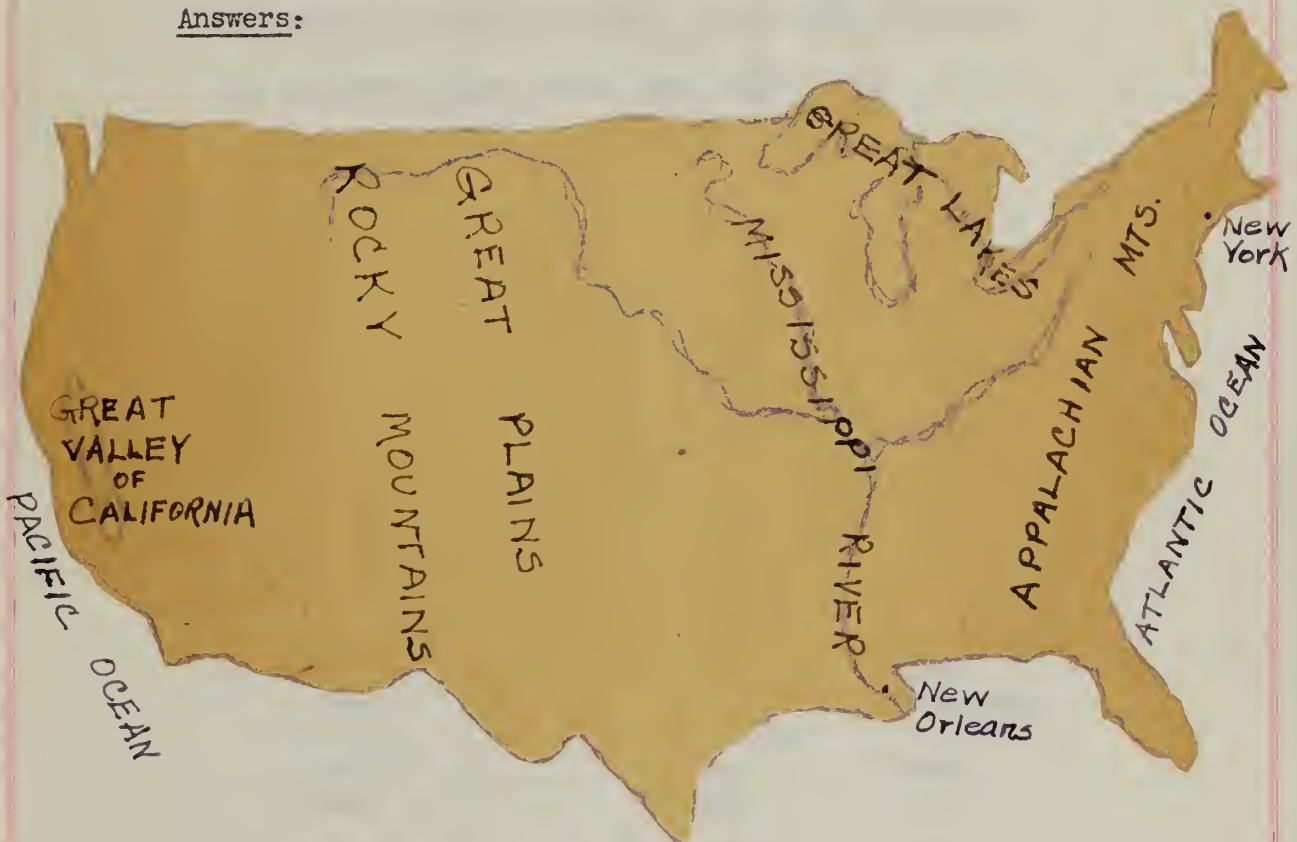 Answers:
GREAT LAKES
ROCKY MOUNTAINS
GREAT PLAINS
MISSISSIPPI RIVER
APPALACHIAN MTS.
New
York
ATLANTIC OCEAN
GREAT
VALLEY
OF
CALIFORNIA
PACIFIC OCEAN
New
Orleans